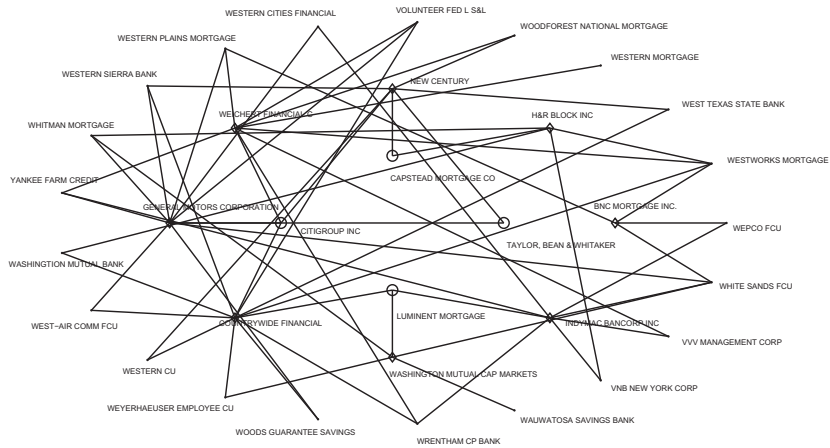 VOLUNTEER FED L S&L
WESTERN CITIES FINANCIAL
WOODFOREST NATIONAL MORTGAGE
WESTERN PLAINS MORTGAGE
WESTERN MORTGAGE
WESTERN SIERRA BANK
NEW CENTURY
WEST TEXAS STATE BANK
WEICHEST FINANCIAL C
H&R BLOCK INC
WHITMAN MORTGAGE
WESTWORKS MORTGAGE
CAPSTEAD MORTGAGE CO
YANKEE FARM CREDIT
GENERAL MOTORS CORPORATION
BNC MORTGAGE INC.
CITIGROUP INC
WEPCO FCU
TAYLOR, BEAN & WHITAKER
WASHINGTION MUTUAL BANK
WHITE SANDS FCU
WEST-AIR COMM FCU
LUMINENT MORTGAGE
COUNTRYWIDE FINANCIAL
INDYMAC BANCORP,INC
VVV MANAGEMENT CORP
WESTERN CU
WASHINGTON MUTUAL CAP MARKETS
VNB NEW YORK CORP
WEYERHAEUSER EMPLOYEE CU
WAUWATOSA SAVINGS BANK
WOODS GUARANTEE SAVINGS
WRENTHAM CP BANK